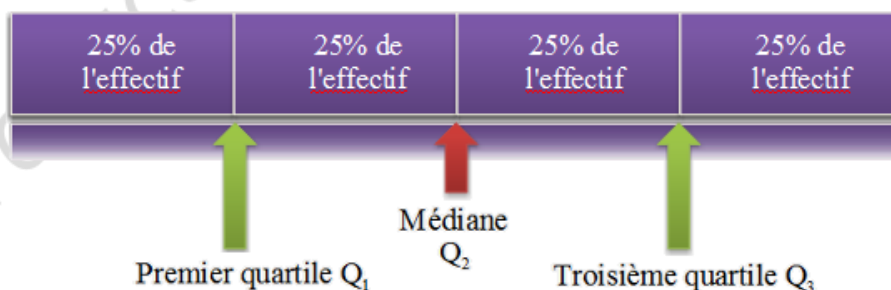 25% de
l'effectif
25% de
l'effectif
25% de
l'effectif
25% de
l'effectif
Médiane
Q₂
Premier quartile Q₁
Troisième quartile Q₃